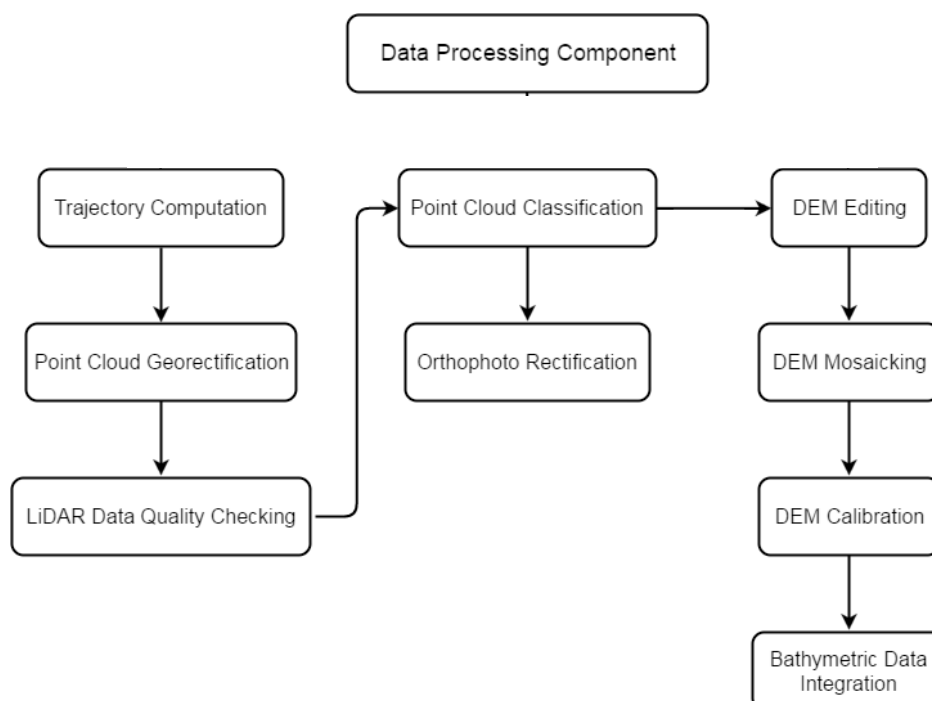 Data Processing Component
Trajectory Computation
Point Cloud Georectification
LiDAR Data Quality Checking
Point Cloud Classification
Orthophoto Rectification
DEM Editing
DEM Mosaicking
DEM Calibration
Bathymetric Data
Integration